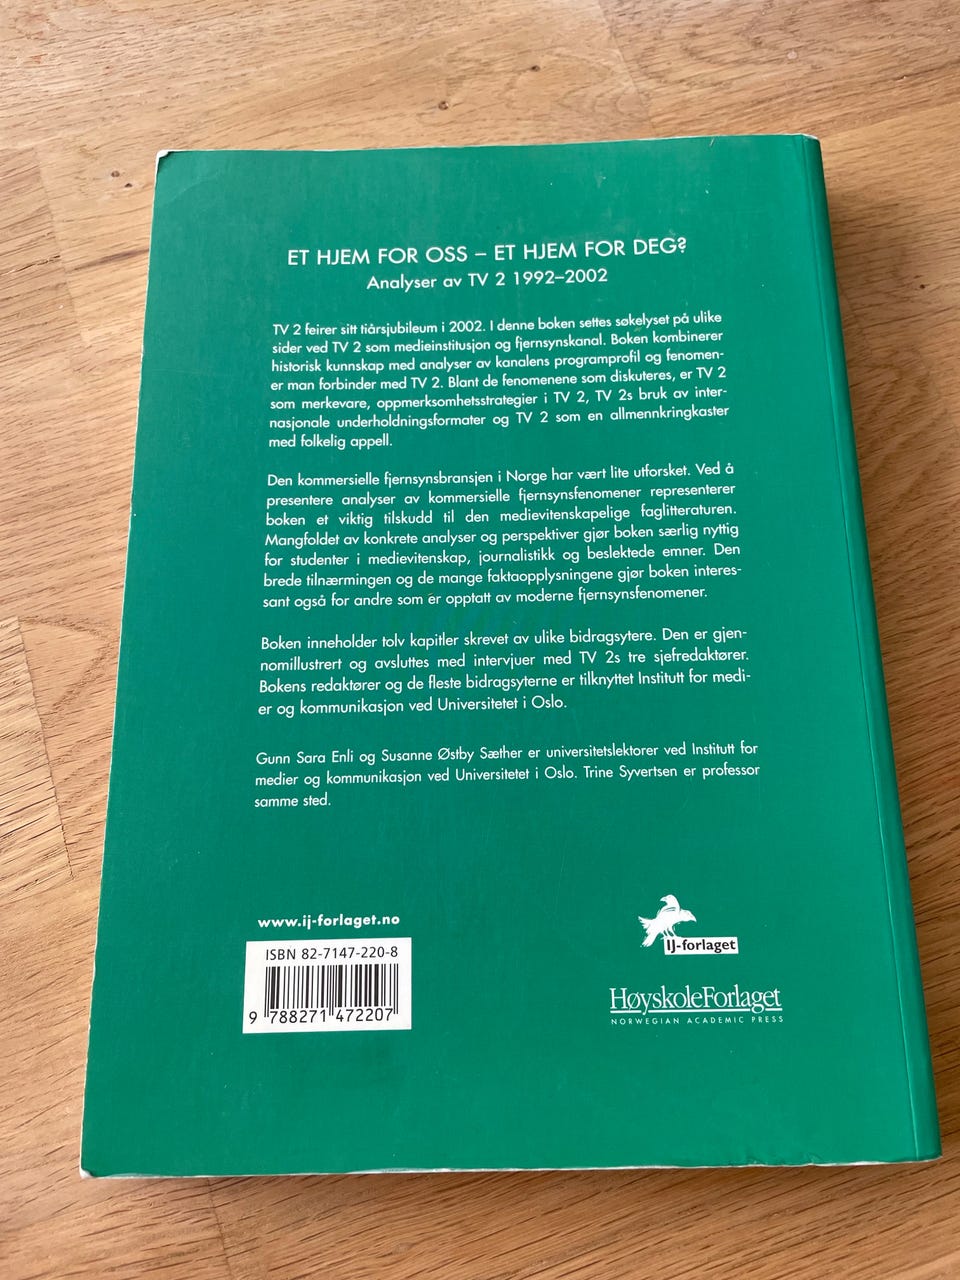 ET HJEM FOR OSS – ET HJEM FOR DEG?
Analyser av TV 2 1992–2002
TV 2 feirer sitt tiårsjubileum i 2002. I denne boken settes søkelyset på ulike
sider ved TV 2 som medieinstitusjon og fjernsynskanal. Boken kombinerer
historisk kunnskap med analyser av kanalens programprofil og fenomen-
er man forbinder med TV 2. Blant de fenomenene som diskuteres, er TV 2
som merkevare, oppmerksomhetsstrategier i TV 2, TV 2s bruk av inter-
nasjonale underholdningsformater og TV 2 som en allmennkringkaster
med folkelig appell.
Den kommersielle fjernsynsbransjen i Norge har vært lite utforsket. Ved å
presentere analyser av kommersielle fjernsynsfenomener representerer
boken et viktig tilskudd til den medievitenskapelige faglitteraturen.
Mangfoldet av konkrete analyser og perspektiver gjør boken særlig nyttig
for studenter i medievitenskap, journalistikk og beslektede emner. Den
brede tilnærmingen og de mange faktaopplysningene gjør boken interes-
sant også for andre som er opptatt av moderne fjernsynsfenomener.
Boken inneholder tolv kapitler skrevet av ulike bidragsytere. Den er gjen-
nomillustrert og avsluttes med intervjuer med TV 2s tre sjefredaktører.
Bokens redaktører og de fleste bidragsyterne er tilknyttet Institutt for medi-
er og kommunikasjon ved Universitetet i Oslo.
Gunn Sara Enli og Susanne Østby Sæther er universitetslektorer ved Institutt for
medier og kommunikasjon ved Universitetet i Oslo. Trine Syvertsen er professor
samme sted.
www.ij-forlaget.no
ISBN 82-7147-220-8
9 788271 472207
IJ-forlaget
HøyskoleForlaget
NORWEGIAN ACADEMIC PRESS